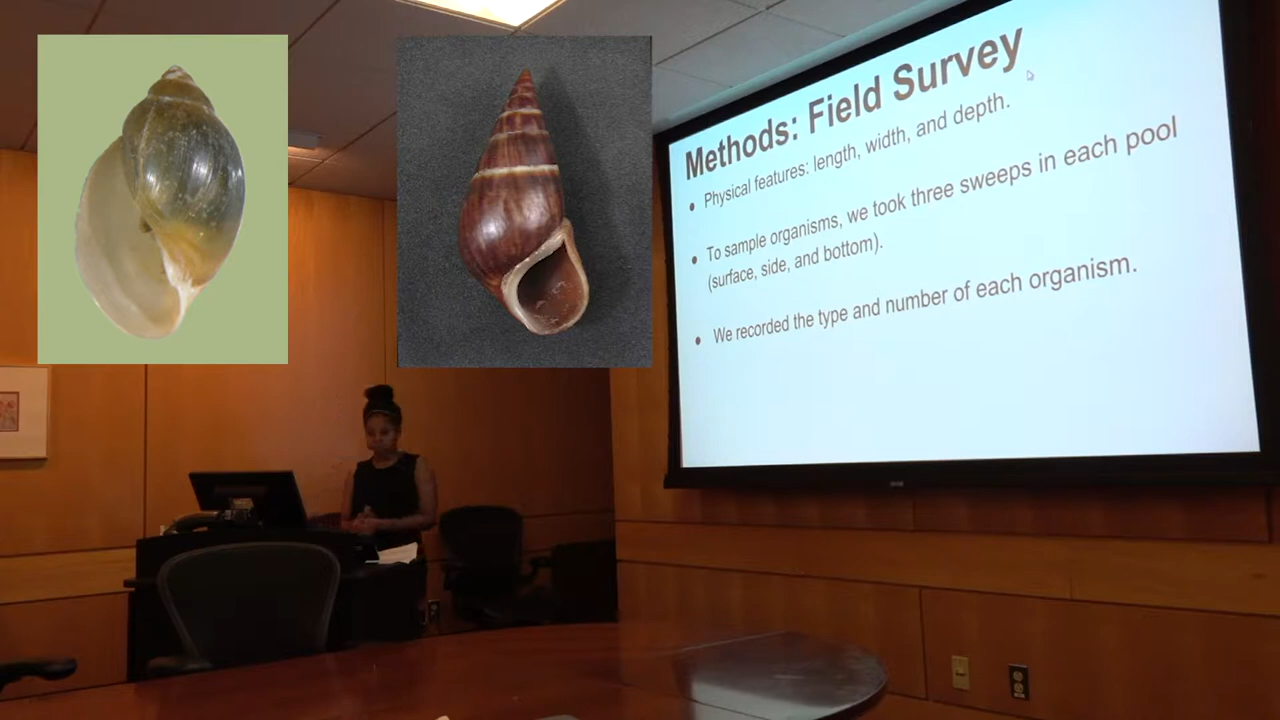 Methods: Field Survey
● Physical features: length, width, and depth.
● To sample organisms, we took three sweeps in each pool
(surface, side, and bottom).
● We recorded the type and number of each organism.